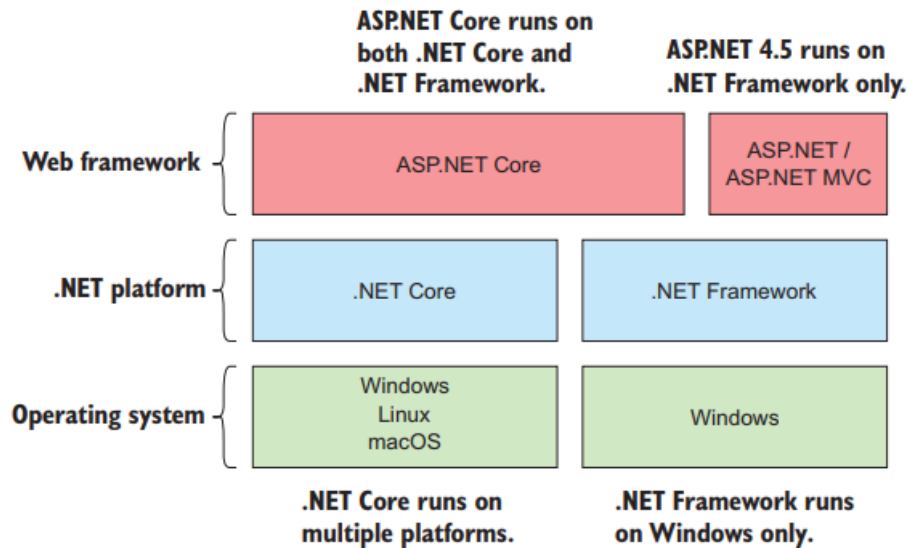 ASP.NET Core runs on
both .NET Core and
.NET Framework.
ASP.NET 4.5 runs on
.NET Framework only.
Web framework
ASP.NET Core
ASP.NET /
ASP.NET MVC
.NET platform
.NET Core
.NET Framework
Operating system
Windows
Linux
macOS
Windows
.NET Core runs on
multiple platforms.
.NET Framework runs
on Windows only.